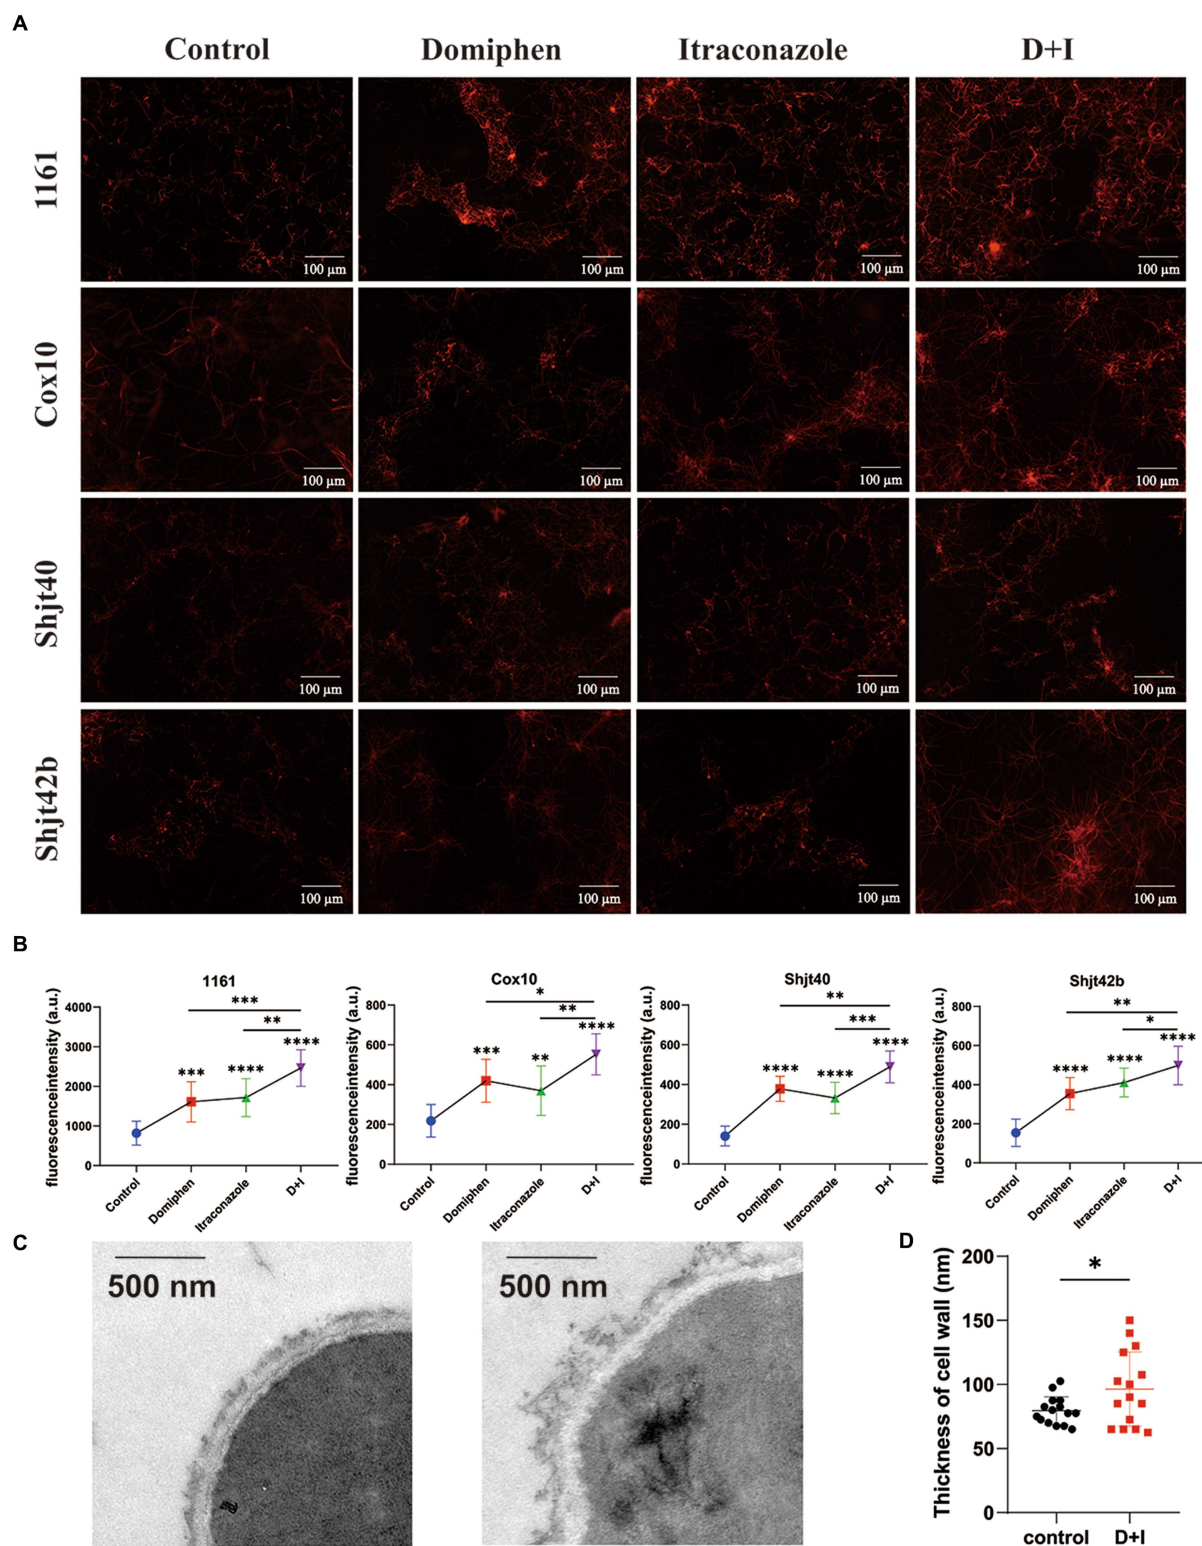 A
Control Domiphen Itraconazole D+I
1161
100 μm 100 μm 100 μm 100 μm
Cox10
100 μm 100 μm 100 μm 100 μm
Shjt40
100 μm 100 μm 100 μm 100 μm
Shjt42b
100 μm 100 μm 100 μm 100 μm
B
1161
fluorescenceintensity (a.u.)
4000
3000
2000
1000
0
***
**
*** **** ****
Control Domiphen Itraconazole D+I
Cox10
fluorescenceintensity (a.u.)
800
600
400
200
0
*
**
*** ** ****
Control Domiphen Itraconazole D+I
Shjt40
fluorescenceintensity (a.u.)
800
600
400
200
0
**
***
**** **** ****
Control Domiphen Itraconazole D+I
Shjt42b
fluorescenceintensity (a.u.)
800
600
400
200
0
**
*
**** **** ****
Control Domiphen Itraconazole D+I
C
500 nm 500 nm
D
Thickness of cell wall (nm)
200
150
100
50
0
*
control D+I